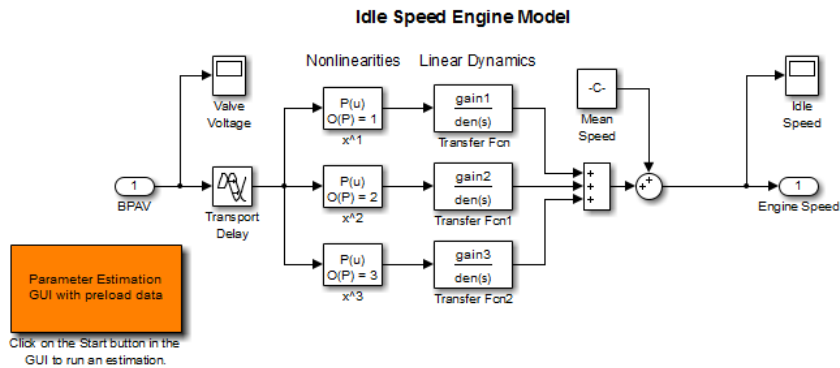 Idle Speed Engine Model
Nonlinearities
Linear Dynamics
Valve
Voltage
P(u)
O(P) = 1
x^1
gain1
den(s)
Transfer Fcn
-C-
Mean
Speed
Idle
Speed
1
BPAV
Transport
Delay
P(u)
O(P) = 2
x^2
gain2
den(s)
Transfer Fcn1
+
+
+
+
+
1
Engine Speed
P(u)
O(P) = 3
x^3
gain3
den(s)
Transfer Fcn2
Parameter Estimation
GUI with preload data
Click on the Start button in the
GUI to run an estimation.